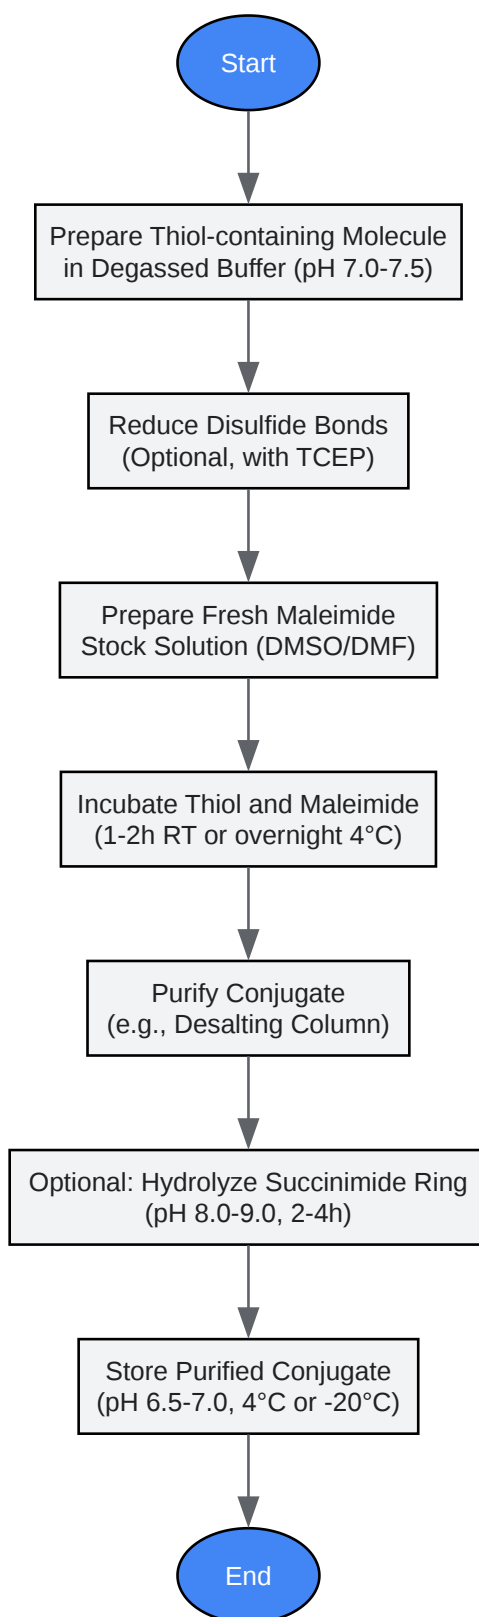 Start
Prepare Thiol-containing Molecule
in Degassed Buffer (pH 7.0-7.5)
Reduce Disulfide Bonds
(Optional, with TCEP)
Prepare Fresh Maleimide
Stock Solution (DMSO/DMF)
Incubate Thiol and Maleimide
(1-2h RT or overnight 4°C)
Purify Conjugate
(e.g., Desalting Column)
Optional: Hydrolyze Succinimide Ring
(pH 8.0-9.0, 2-4h)
Store Purified Conjugate
(pH 6.5-7.0, 4°C or -20°C)
End